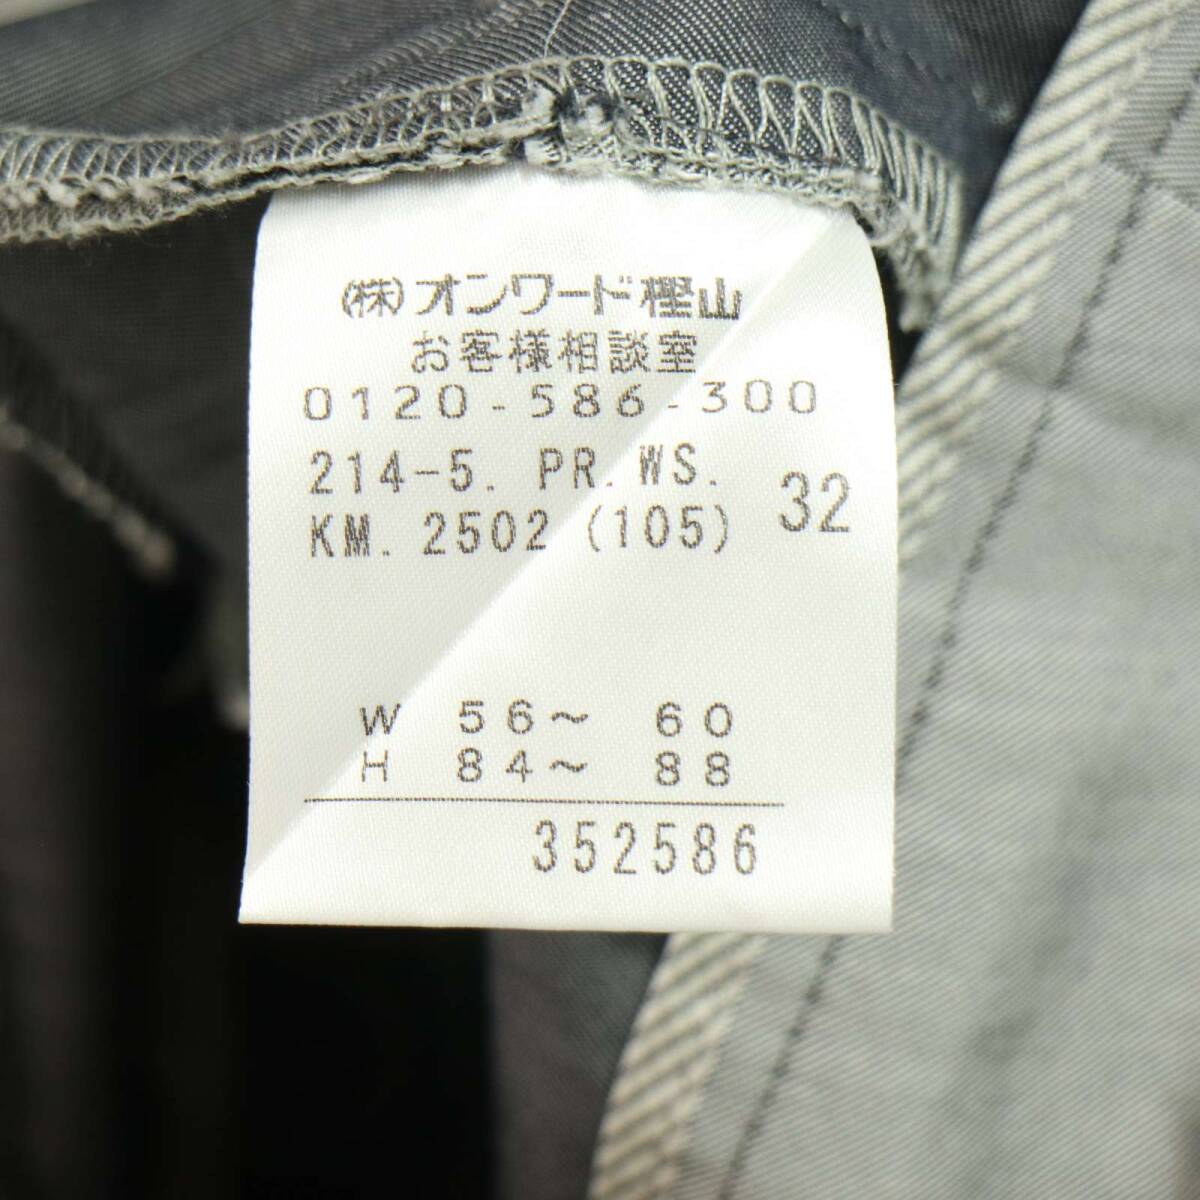 (株)オンワード樫山
お客様相談室
0120-586-300
214-5. PR.WS.
KM. 2502 (105) 32
W 56～ 60
H 84～ 88
352586